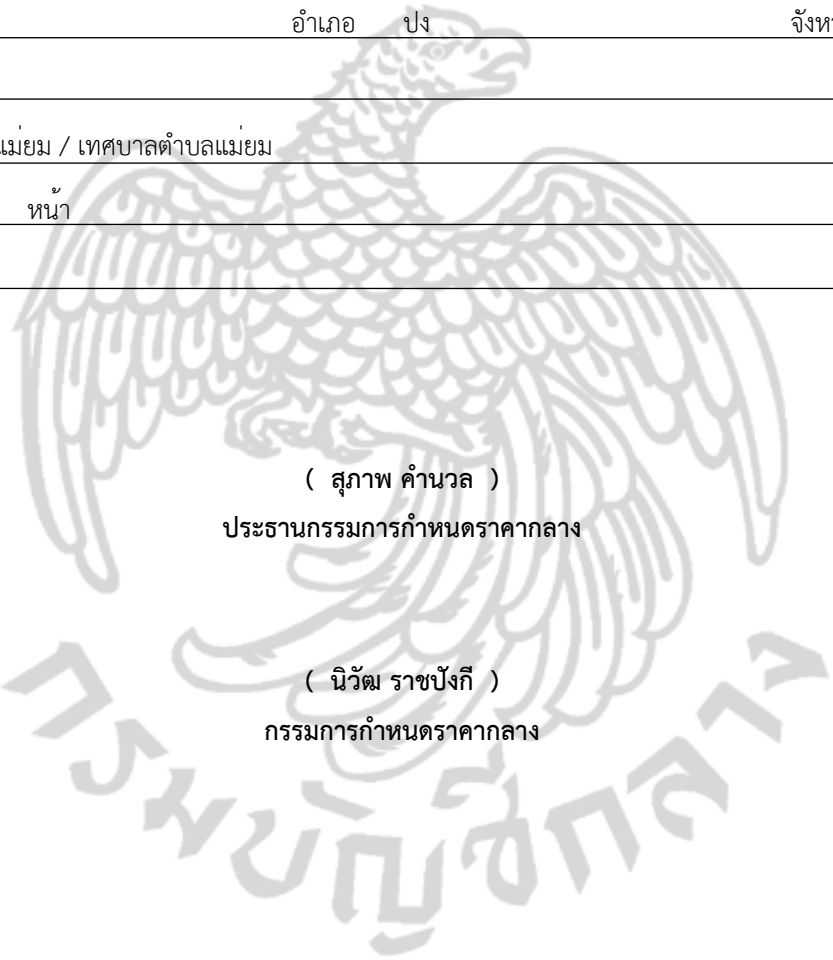 อำเภอ ปง จังห
แม่ยม / เทศบาลตำบลแม่ยม
หน้า
( สุภาพ คำนวล )
ประธานกรรมการกำหนดราคากลาง
( นิวัฒ ราชปังกี )
กรรมการกำหนดราคากลาง
กรมบัญชีกลาง